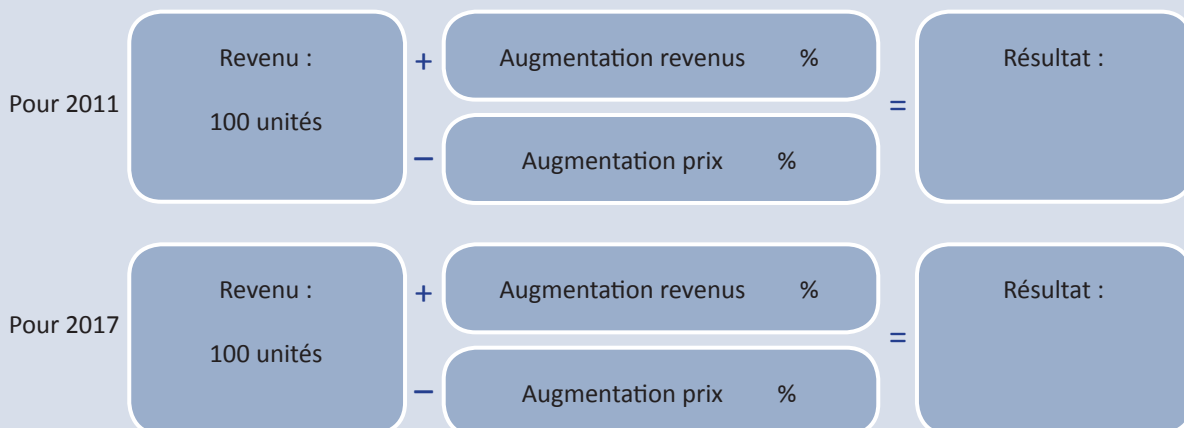 Pour 2011
Revenu :
100 unités
+
Augmentation revenus %
–
Augmentation prix %
=
Résultat :
Pour 2017
Revenu :
100 unités
+
Augmentation revenus %
–
Augmentation prix %
=
Résultat :